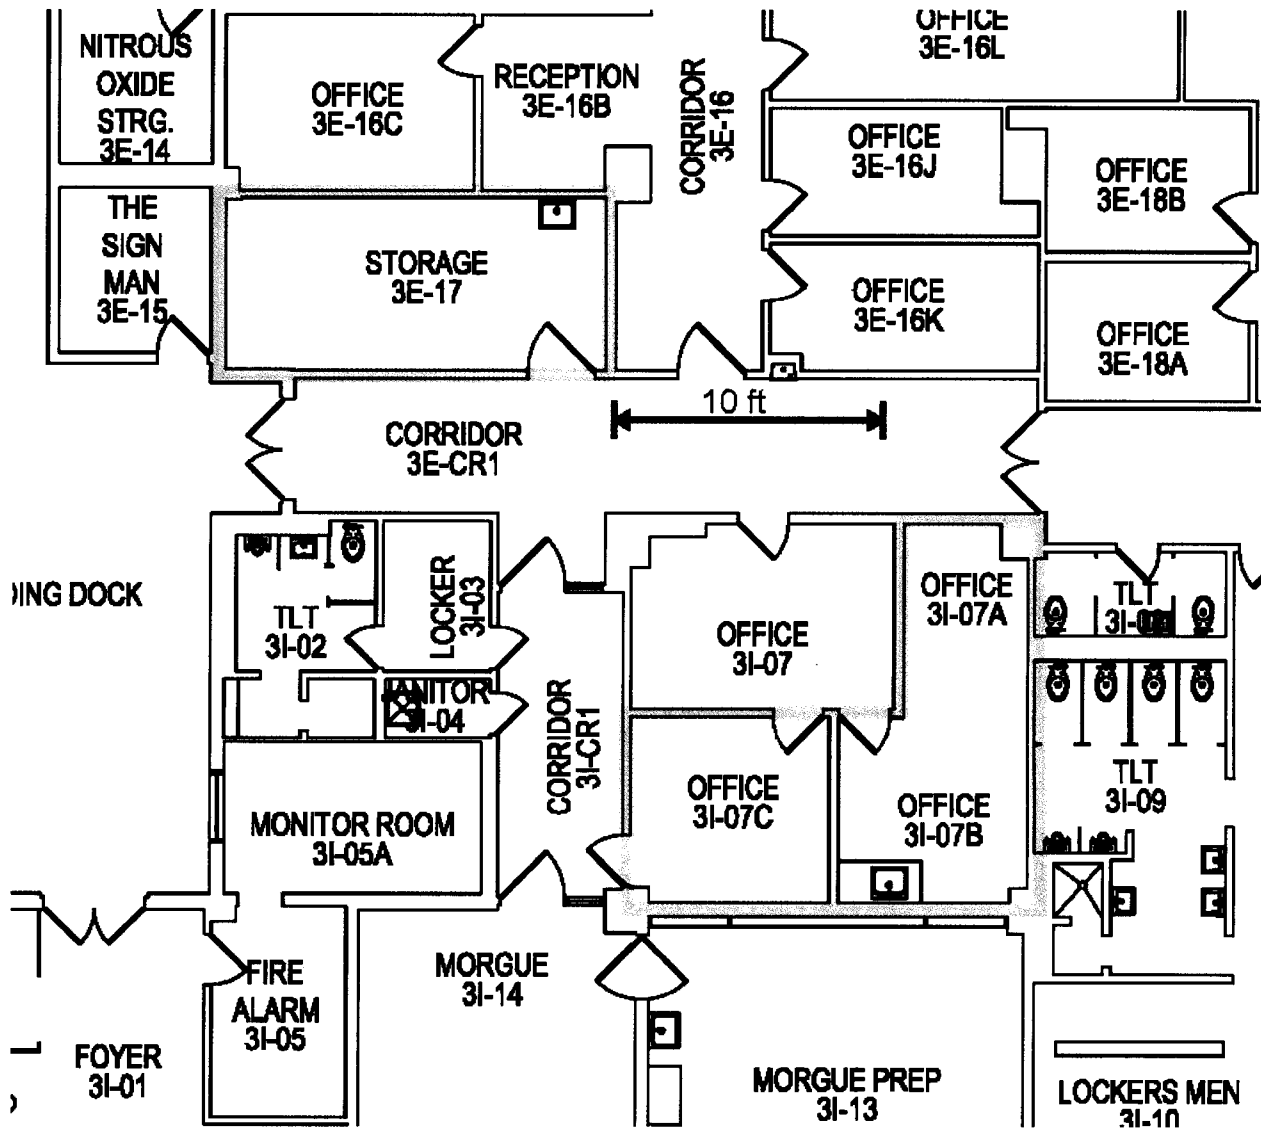 NITROUS
OXIDE
STRG.
3E-14
OFFICE
3E-16C
RECEPTION
3E-16B
CORRIDOR
3E-16
OFFICE
3E-16L
OFFICE
3E-16J
OFFICE
3E-18B
THE
SIGN
MAN
3E-15
STORAGE
3E-17
OFFICE
3E-16K
OFFICE
3E-18A
10 ft
CORRIDOR
3E-CR1
DING DOCK
TLT
3I-02
LOCKER
3I-03
JANITOR
3I-04
CORRIDOR
3I-CR1
OFFICE
3I-07
OFFICE
3I-07A
TLT
OFFICE
3I-07C
OFFICE
3I-07B
TLT
3I-09
MONITOR ROOM
3I-05A
FIRE
ALARM
3I-05
MORGUE
3I-14
FOYER
3I-01
MORGUE PREP
3I-13
LOCKERS MEN
3I-10